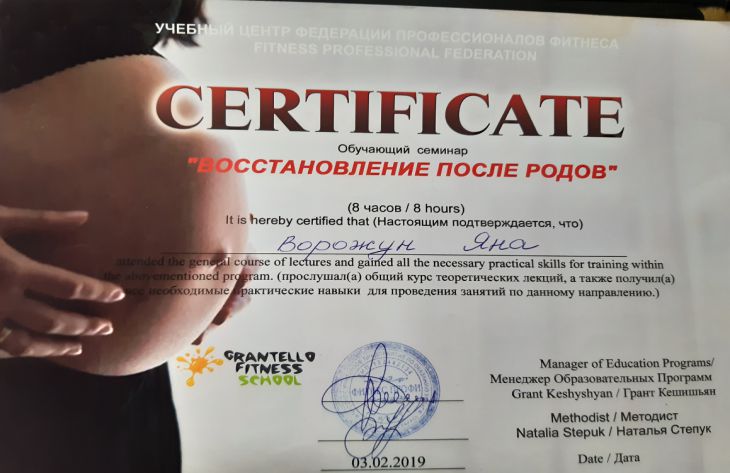 УЧЕБНЫЙ ЦЕНТР ФЕДЕРАЦИИ ПРОФЕССИОНАЛОВ ФИТНЕСА
FITNESS PROFESSIONAL FEDERATION
CERTIFICATE
Обучающий семинар
"ВОССТАНОВЛЕНИЕ ПОСЛЕ РОДОВ"
(8 часов / 8 hours)
It is hereby certified that (Настоящим подтверждается, что)
Ворожун Яна
attended the general course of lectures and gained all the necessary practical skills for training within
the abovementioned program. (прослушал(а) общий курс теоретических лекций, а также получил(а)
все необходимые практические навыки для проведения занятий по данному направлению.)
GRANTELLO
FITNESS
SCHOOL
Manager of Education Programs/
Менеджер Образовательных Программ
Grant Keshyshyan / Грант Кешишьян
Methodist / Методист
Natalia Stepuk / Наталья Степук
03.02.2019
Date / Дата